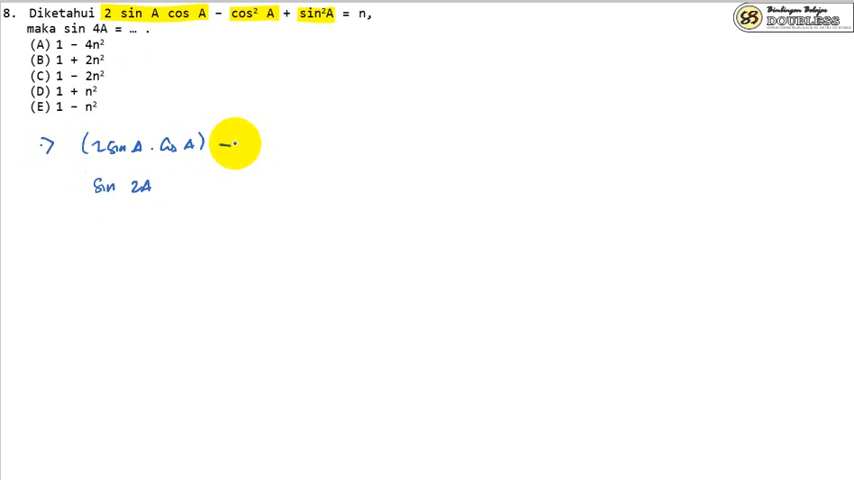 8. Diketahui 2 sin A cos A - cos² A + sin²A = n,
maka sin 4A = … .
(A) 1 - 4n²
(B) 1 + 2n²
(C) 1 - 2n²
(D) 1 + n²
(E) 1 - n²
Bimbingan Belajar
DOUBLESS
(2 sin A . Cos A) -
sin 2A